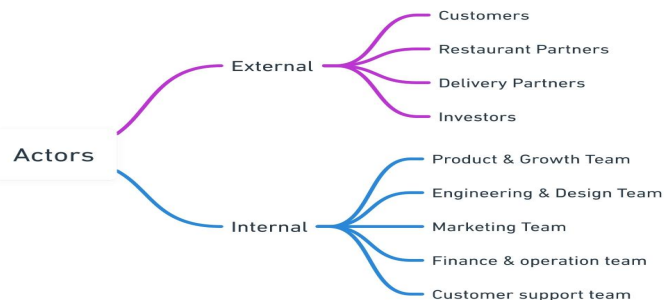 Actors
External
Customers
Restaurant Partners
Delivery Partners
Investors
Internal
Product & Growth Team
Engineering & Design Team
Marketing Team
Finance & operation team
Customer support team